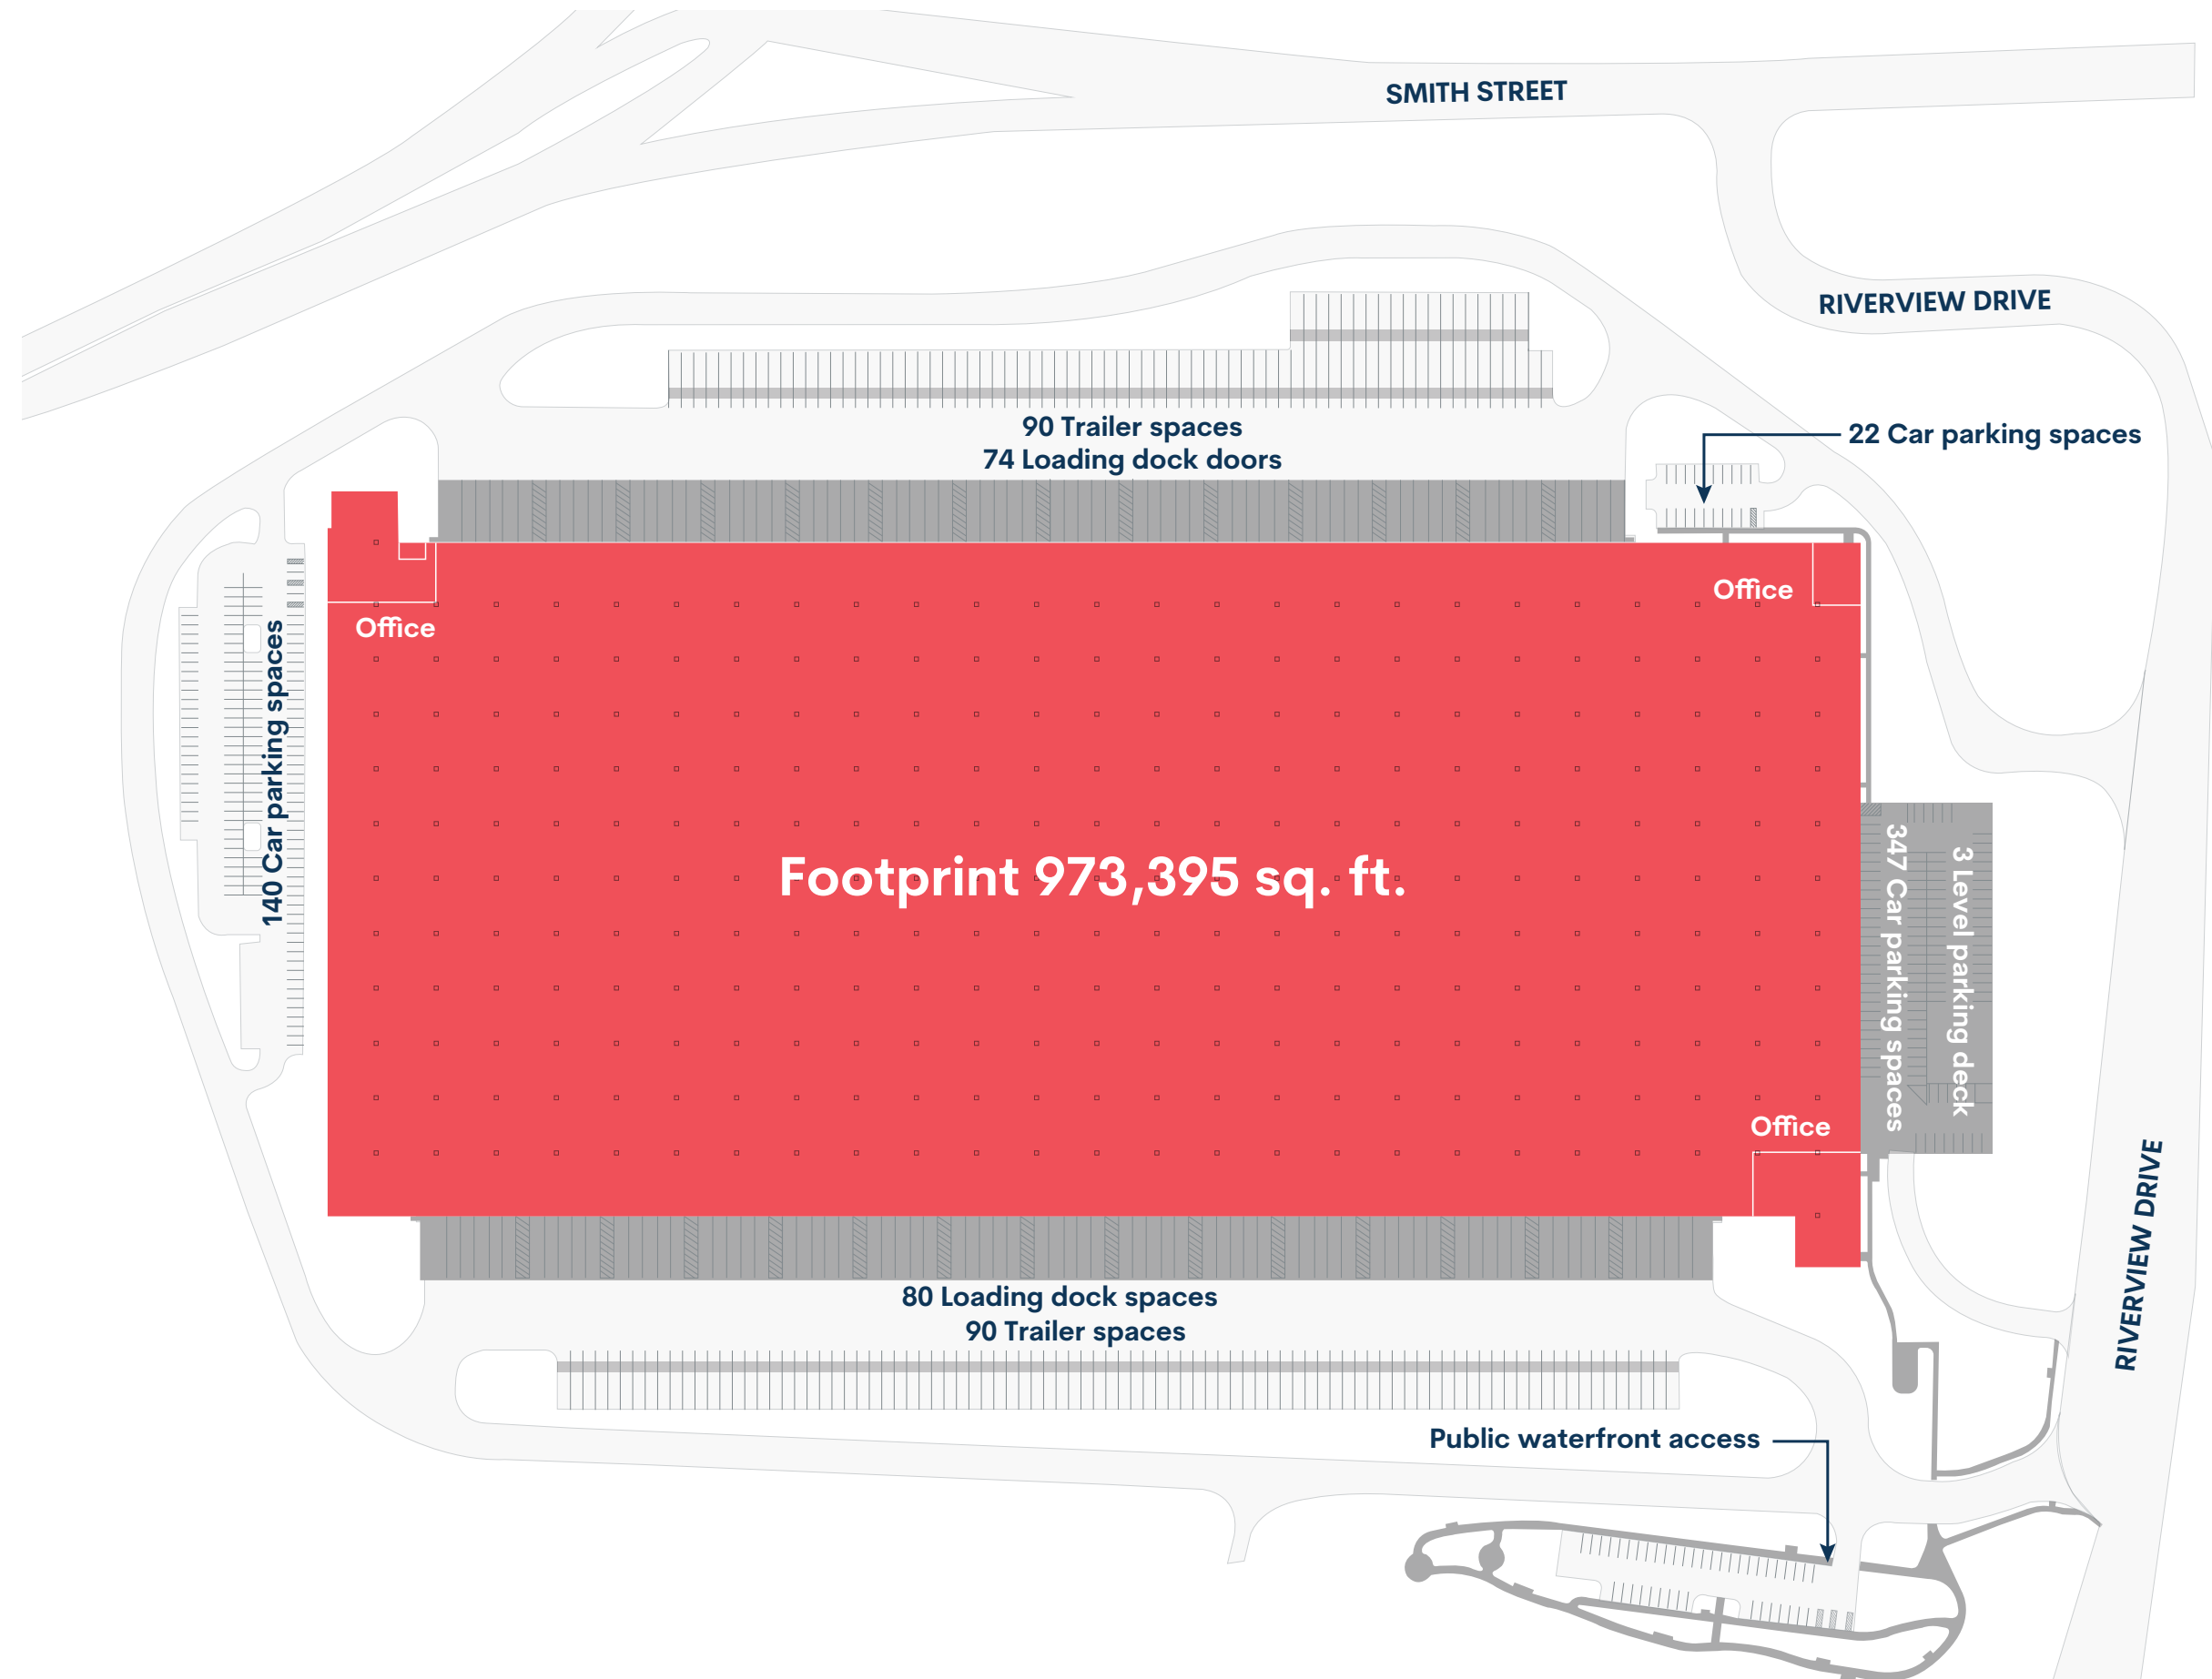 SMITH STREET
RIVERVIEW DRIVE
90 Trailer spaces
74 Loading dock doors
22 Car parking spaces
Office
Office
140 Car parking spaces
Footprint 973,395 sq. ft.
347 Car parking spaces
3 Level parking deck
Office
RIVERVIEW DRIVE
80 Loading dock spaces
90 Trailer spaces
Public waterfront access